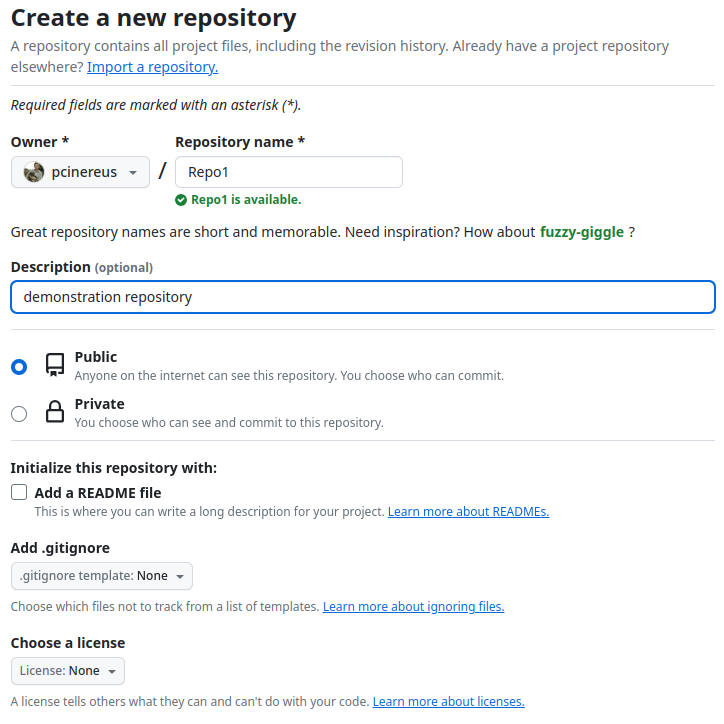 Create a new repository
A repository contains all project files, including the revision history. Already have a project repository
elsewhere? Import a repository.
Required fields are marked with an asterisk (*).
Owner * Repository name *
pcinereus / Repo1
Repo1 is available.
Great repository names are short and memorable. Need inspiration? How about fuzzy-giggle ?
Description (optional)
demonstration repository
Public
Anyone on the internet can see this repository. You choose who can commit.
Private
You choose who can see and commit to this repository.
Initialize this repository with:
Add a README file
This is where you can write a long description for your project. Learn more about READMEs.
Add .gitignore
.gitignore template: None
Choose which files not to track from a list of templates. Learn more about ignoring files.
Choose a license
License: None
A license tells others what they can and can't do with your code. Learn more about licenses.